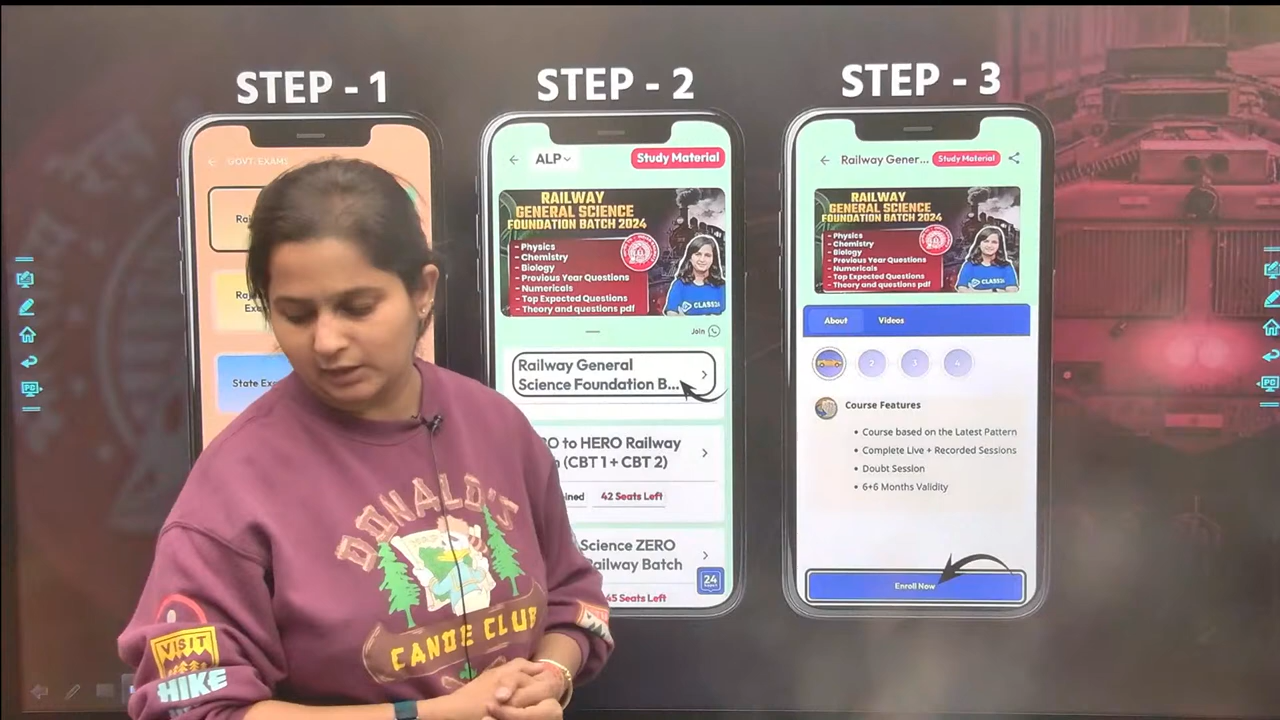 STEP - 1
STEP - 2
STEP - 3
GOVT. EXAMS
State
ALP
Study Material
RAILWAY
GENERAL SCIENCE
FOUNDATION BATCH 2024
- Physics
- Chemistry
- Biology
- Previous Year Questions
- Numericals
- Top Expected Questions
- Theory and questions pdf
CLASS24
Join
Railway General
Science Foundation B...
O to HERO Railway
(CBT 1 + CBT 2)
42 Seats Left
Science ZERO
Railway Batch
45 Seats Left
24
Railway Gener...
Study Material
RAILWAY
GENERAL SCIENCE
FOUNDATION BATCH 2024
- Physics
- Chemistry
- Biology
- Previous Year Questions
- Numericals
- Top Expected Questions
- Theory and questions pdf
CLASS24
About
Videos
2
3
4
Course Features
• Course based on the Latest Pattern
• Complete Live + Recorded Sessions
• Doubt Session
• 6+6 Months Validity
Enroll Now
DONALD'S
CANOE CLUB
VISIT
HIKE
PC
PC